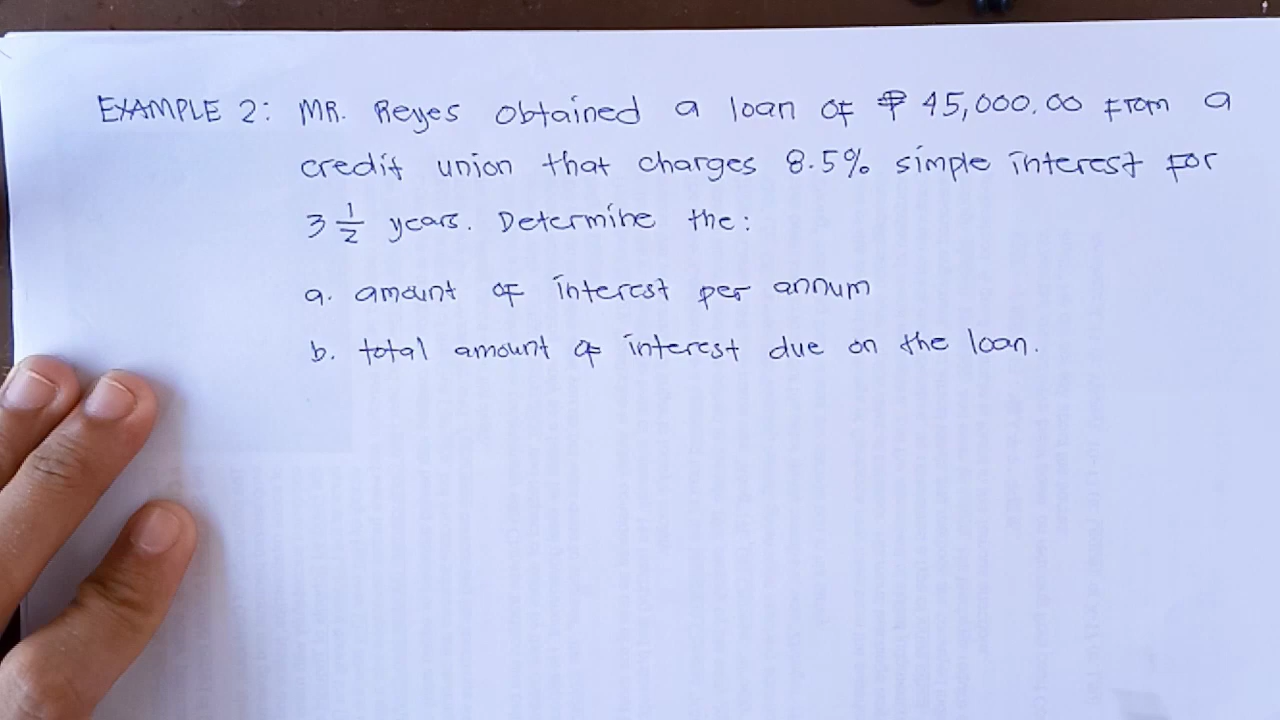 EXAMPLE 2: MR. Reyes obtained a loan of ₱ 45,000.00 from a
credit union that charges 8.5% simple interest for
3 1/2 years. Determine the:
a. amount of interest per annum
b. total amount of interest due on the loan.